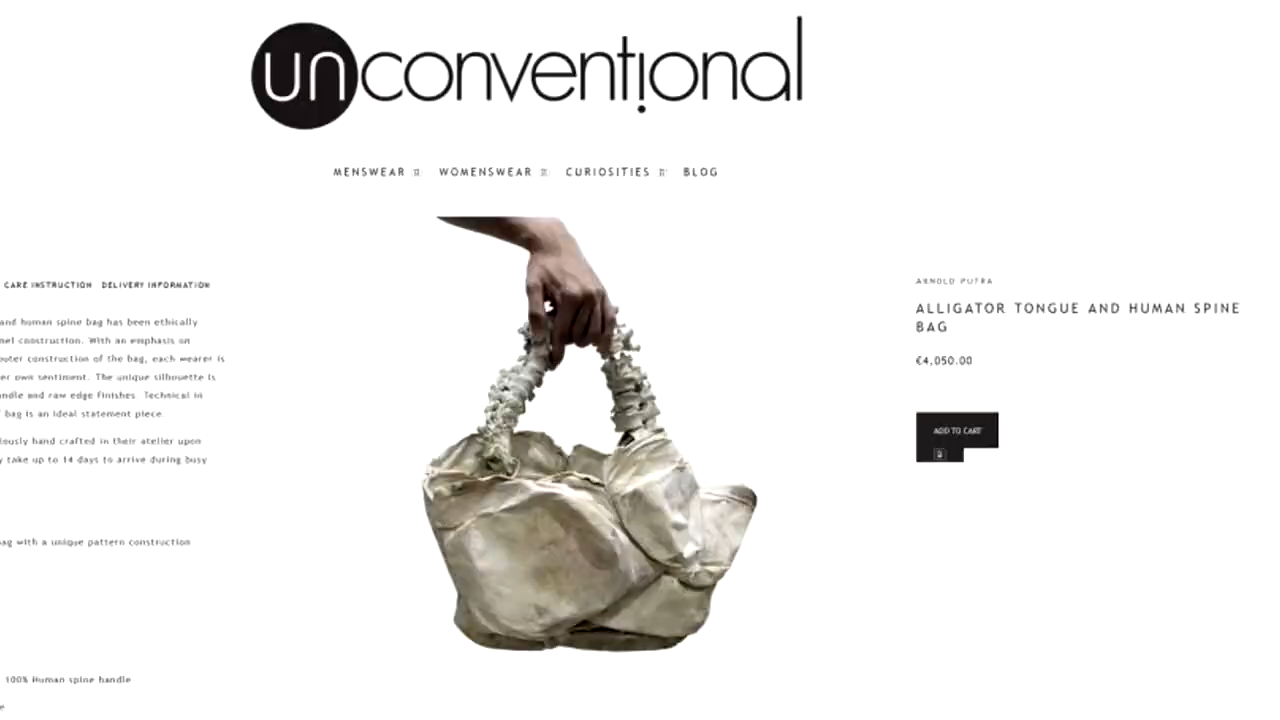 unconventional
MENSWEAR WOMENSWEAR CURIOSITIES BLOG
CARE INSTRUCTION DELIVERY INFORMATION
and human spine bag has been ethically
nel construction. With an emphasis on
outer construction of the bag, each wearer is
er own sentiment. The unique silhouette is
andle and raw edge finishes. Technical in
bag is an ideal statement piece.
iously hand crafted in their atelier upon
y take up to 14 days to arrive during busy
ag with a unique pattern construction
100% Human spine handle
e
ARNOLD PUTRA
ALLIGATOR TONGUE AND HUMAN SPINE
BAG
€4,050.00
ADD TO CART